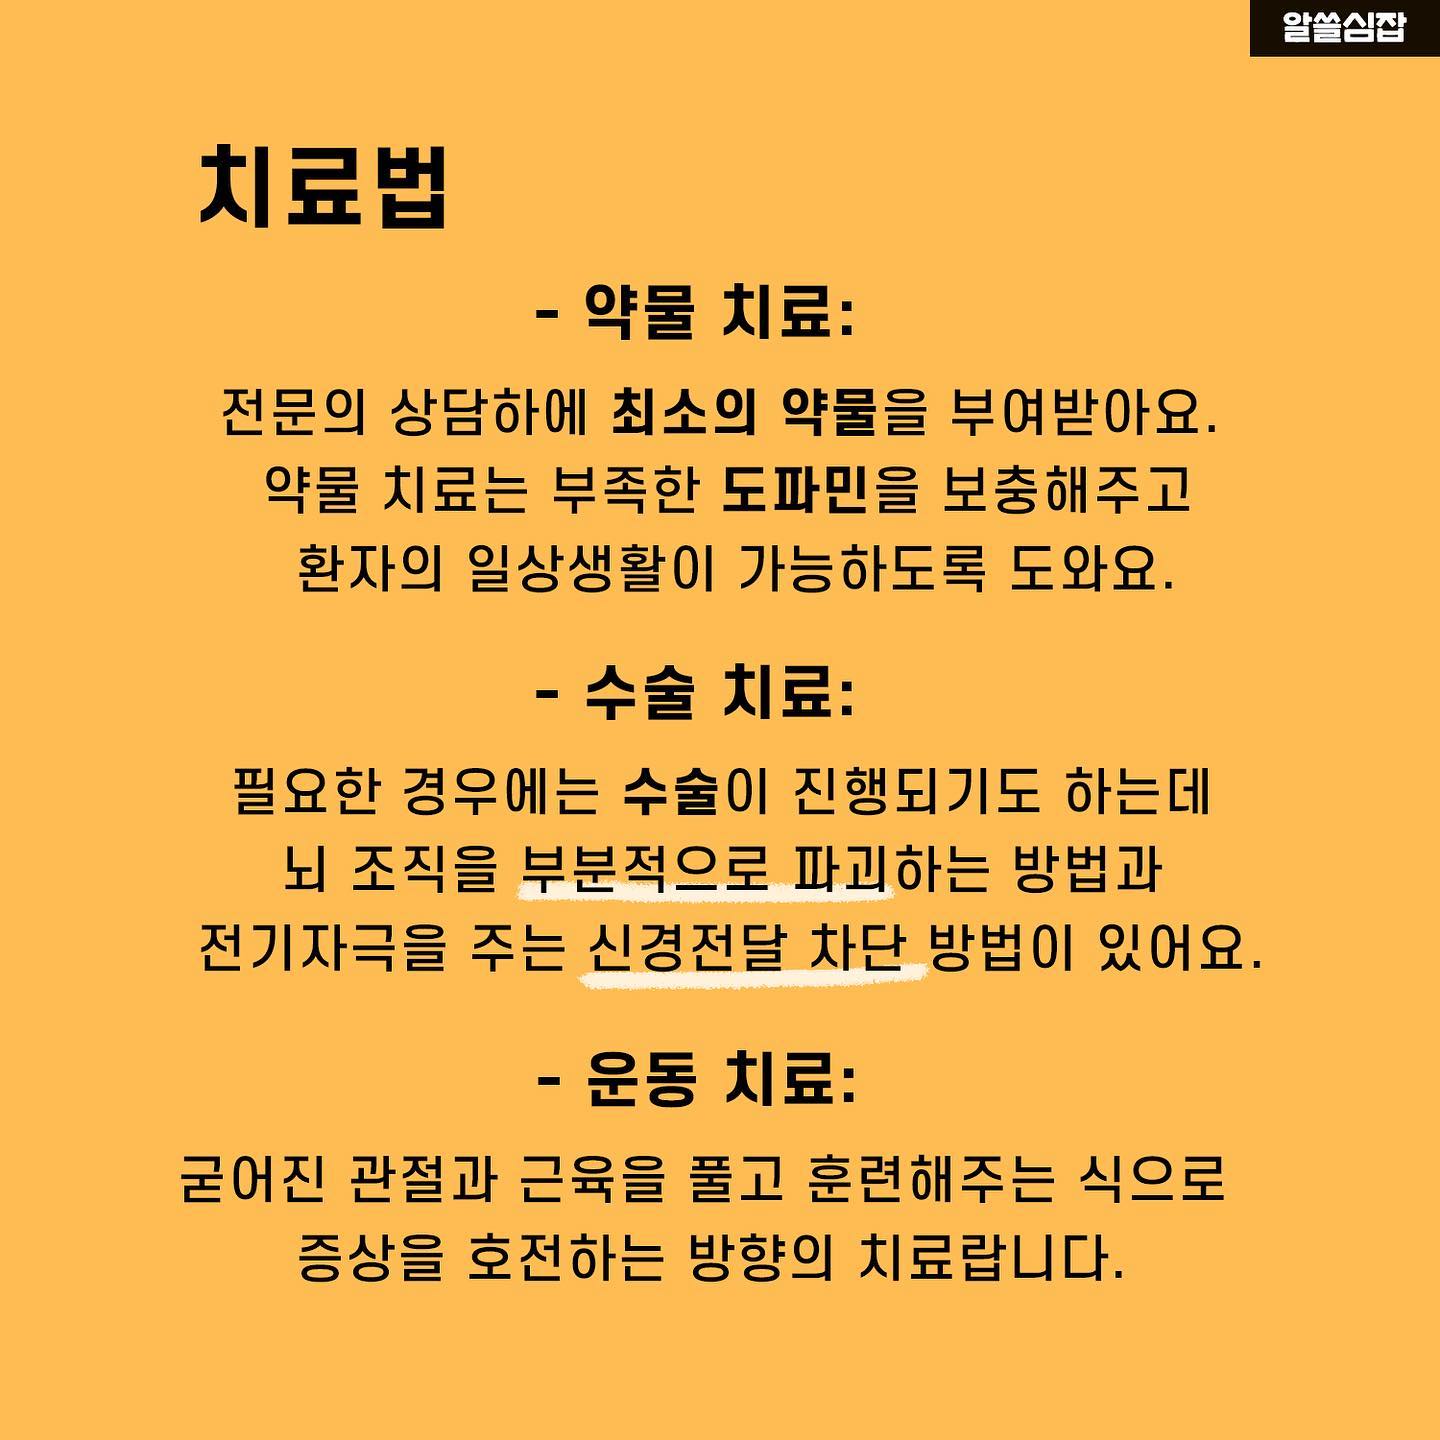 알쓸심잡
치료법
- 약물 치료:
전문의 상담하에 최소의 약물을 부여받아요.
약물 치료는 부족한 도파민을 보충해주고
환자의 일상생활이 가능하도록 도와요.
- 수술 치료:
필요한 경우에는 수술이 진행되기도 하는데
뇌 조직을 부분적으로 파괴하는 방법과
전기자극을 주는 신경전달 차단 방법이 있어요.
- 운동 치료:
굳어진 관절과 근육을 풀고 훈련해주는 식으로
증상을 호전하는 방향의 치료랍니다.